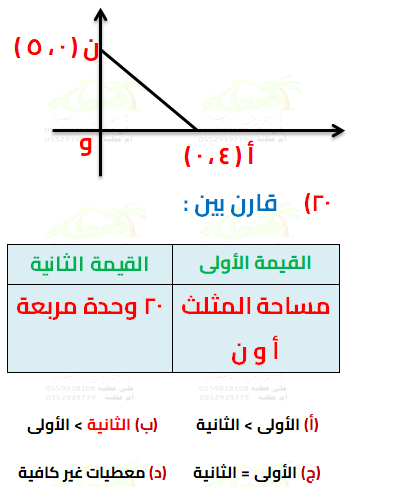 ن (٠، ٥)
و
أ (٤، ٠)
٢٠) قارن بين :
القيمة الأولى
القيمة الثانية
مساحة المثلث
أ و ن
٢٠ وحدة مربعة
(أ) الأولى > الثانية
(ب) الثانية > الأولى
(ج) الأولى = الثانية
(د) معطيات غير كافية